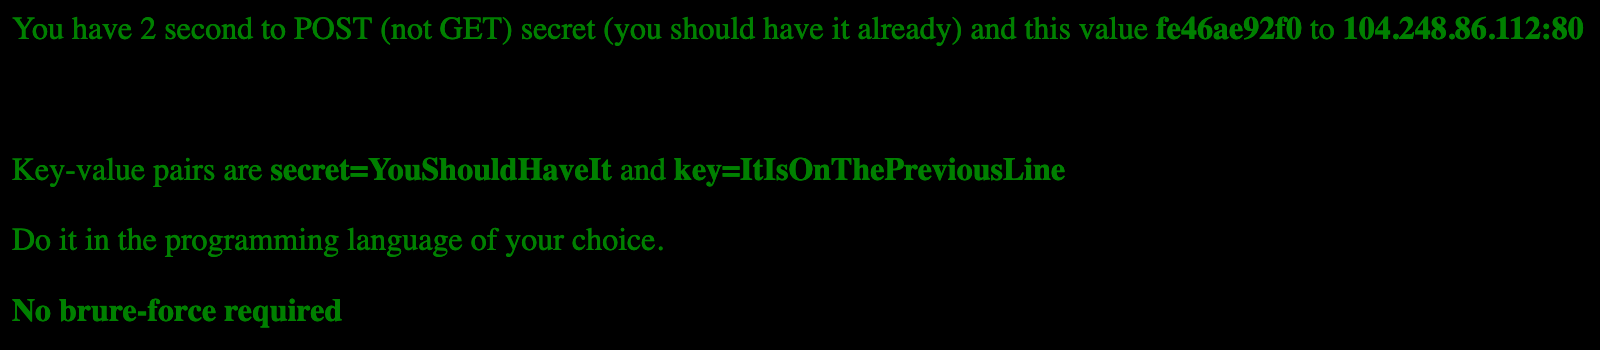 You have 2 second to POST (not GET) secret (you should have it already) and this value fe46ae92f0 to 104.248.86.112:80
Key-value pairs are secret=YouShouldHaveIt and key=ItIsOnThePreviousLine
Do it in the programming language of your choice.
No brure-force required